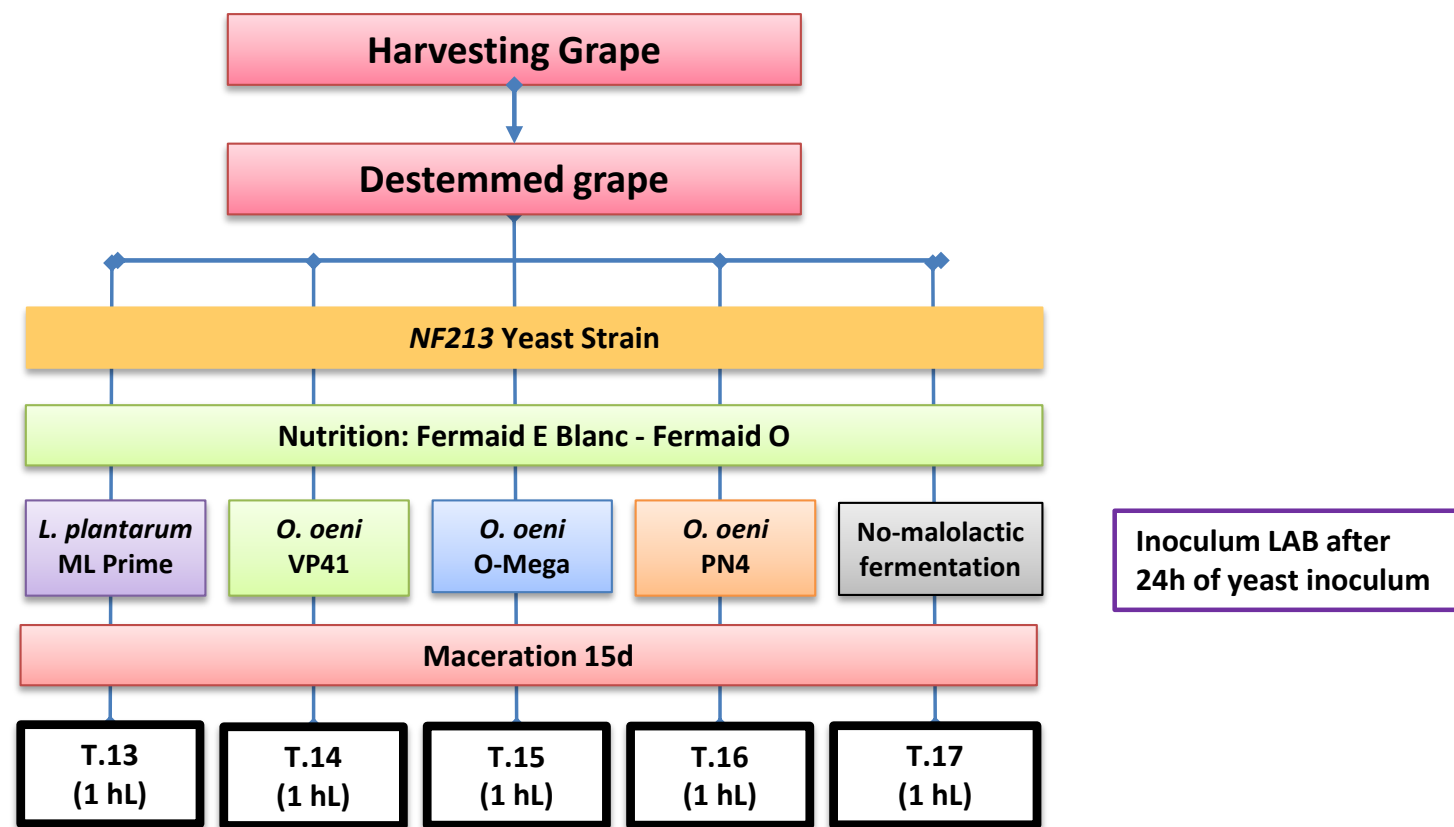 Harvesting Grape
Destemmed grape
NF213 Yeast Strain
Nutrition: Fermaid E Blanc - Fermaid O
L. plantarum
ML Prime
O. oeni
VP41
O. oeni
O-Mega
O. oeni
PN4
No-malolactic
fermentation
Inoculum LAB after
24h of yeast inoculum
Maceration 15d
T.13
(1 hL)
T.14
(1 hL)
T.15
(1 hL)
T.16
(1 hL)
T.17
(1 hL)